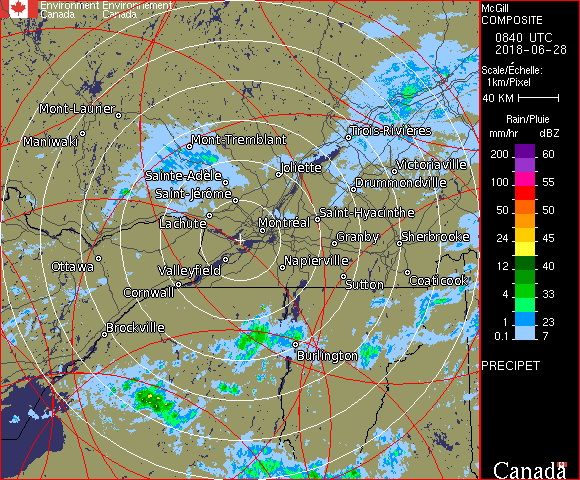 Environment Environnement
Canada Canada
McGill
COMPOSITE
0840 UTC
2018-06-28
Scale/Échelle:
1km/Pixel
40 KM
Rain/Pluie
mm/hr dBZ
200 60
100 55
50 50
24 45
12 40
4 33
1 23
0.1 7
PRECIPET
Canada
Mont-Laurier
Maniwaki
Mont-Tremblant
Trois-Rivières
Sainte-Adèle
Joliette
Victoriaville
Saint-Jérôme
Drummondville
Lachute
Montréal
Saint-Hyacinthe
Granby
Sherbrooke
Ottawa
Valleyfield
Napierville
Cornwall
Sutton
Coaticook
Brockville
Burlington